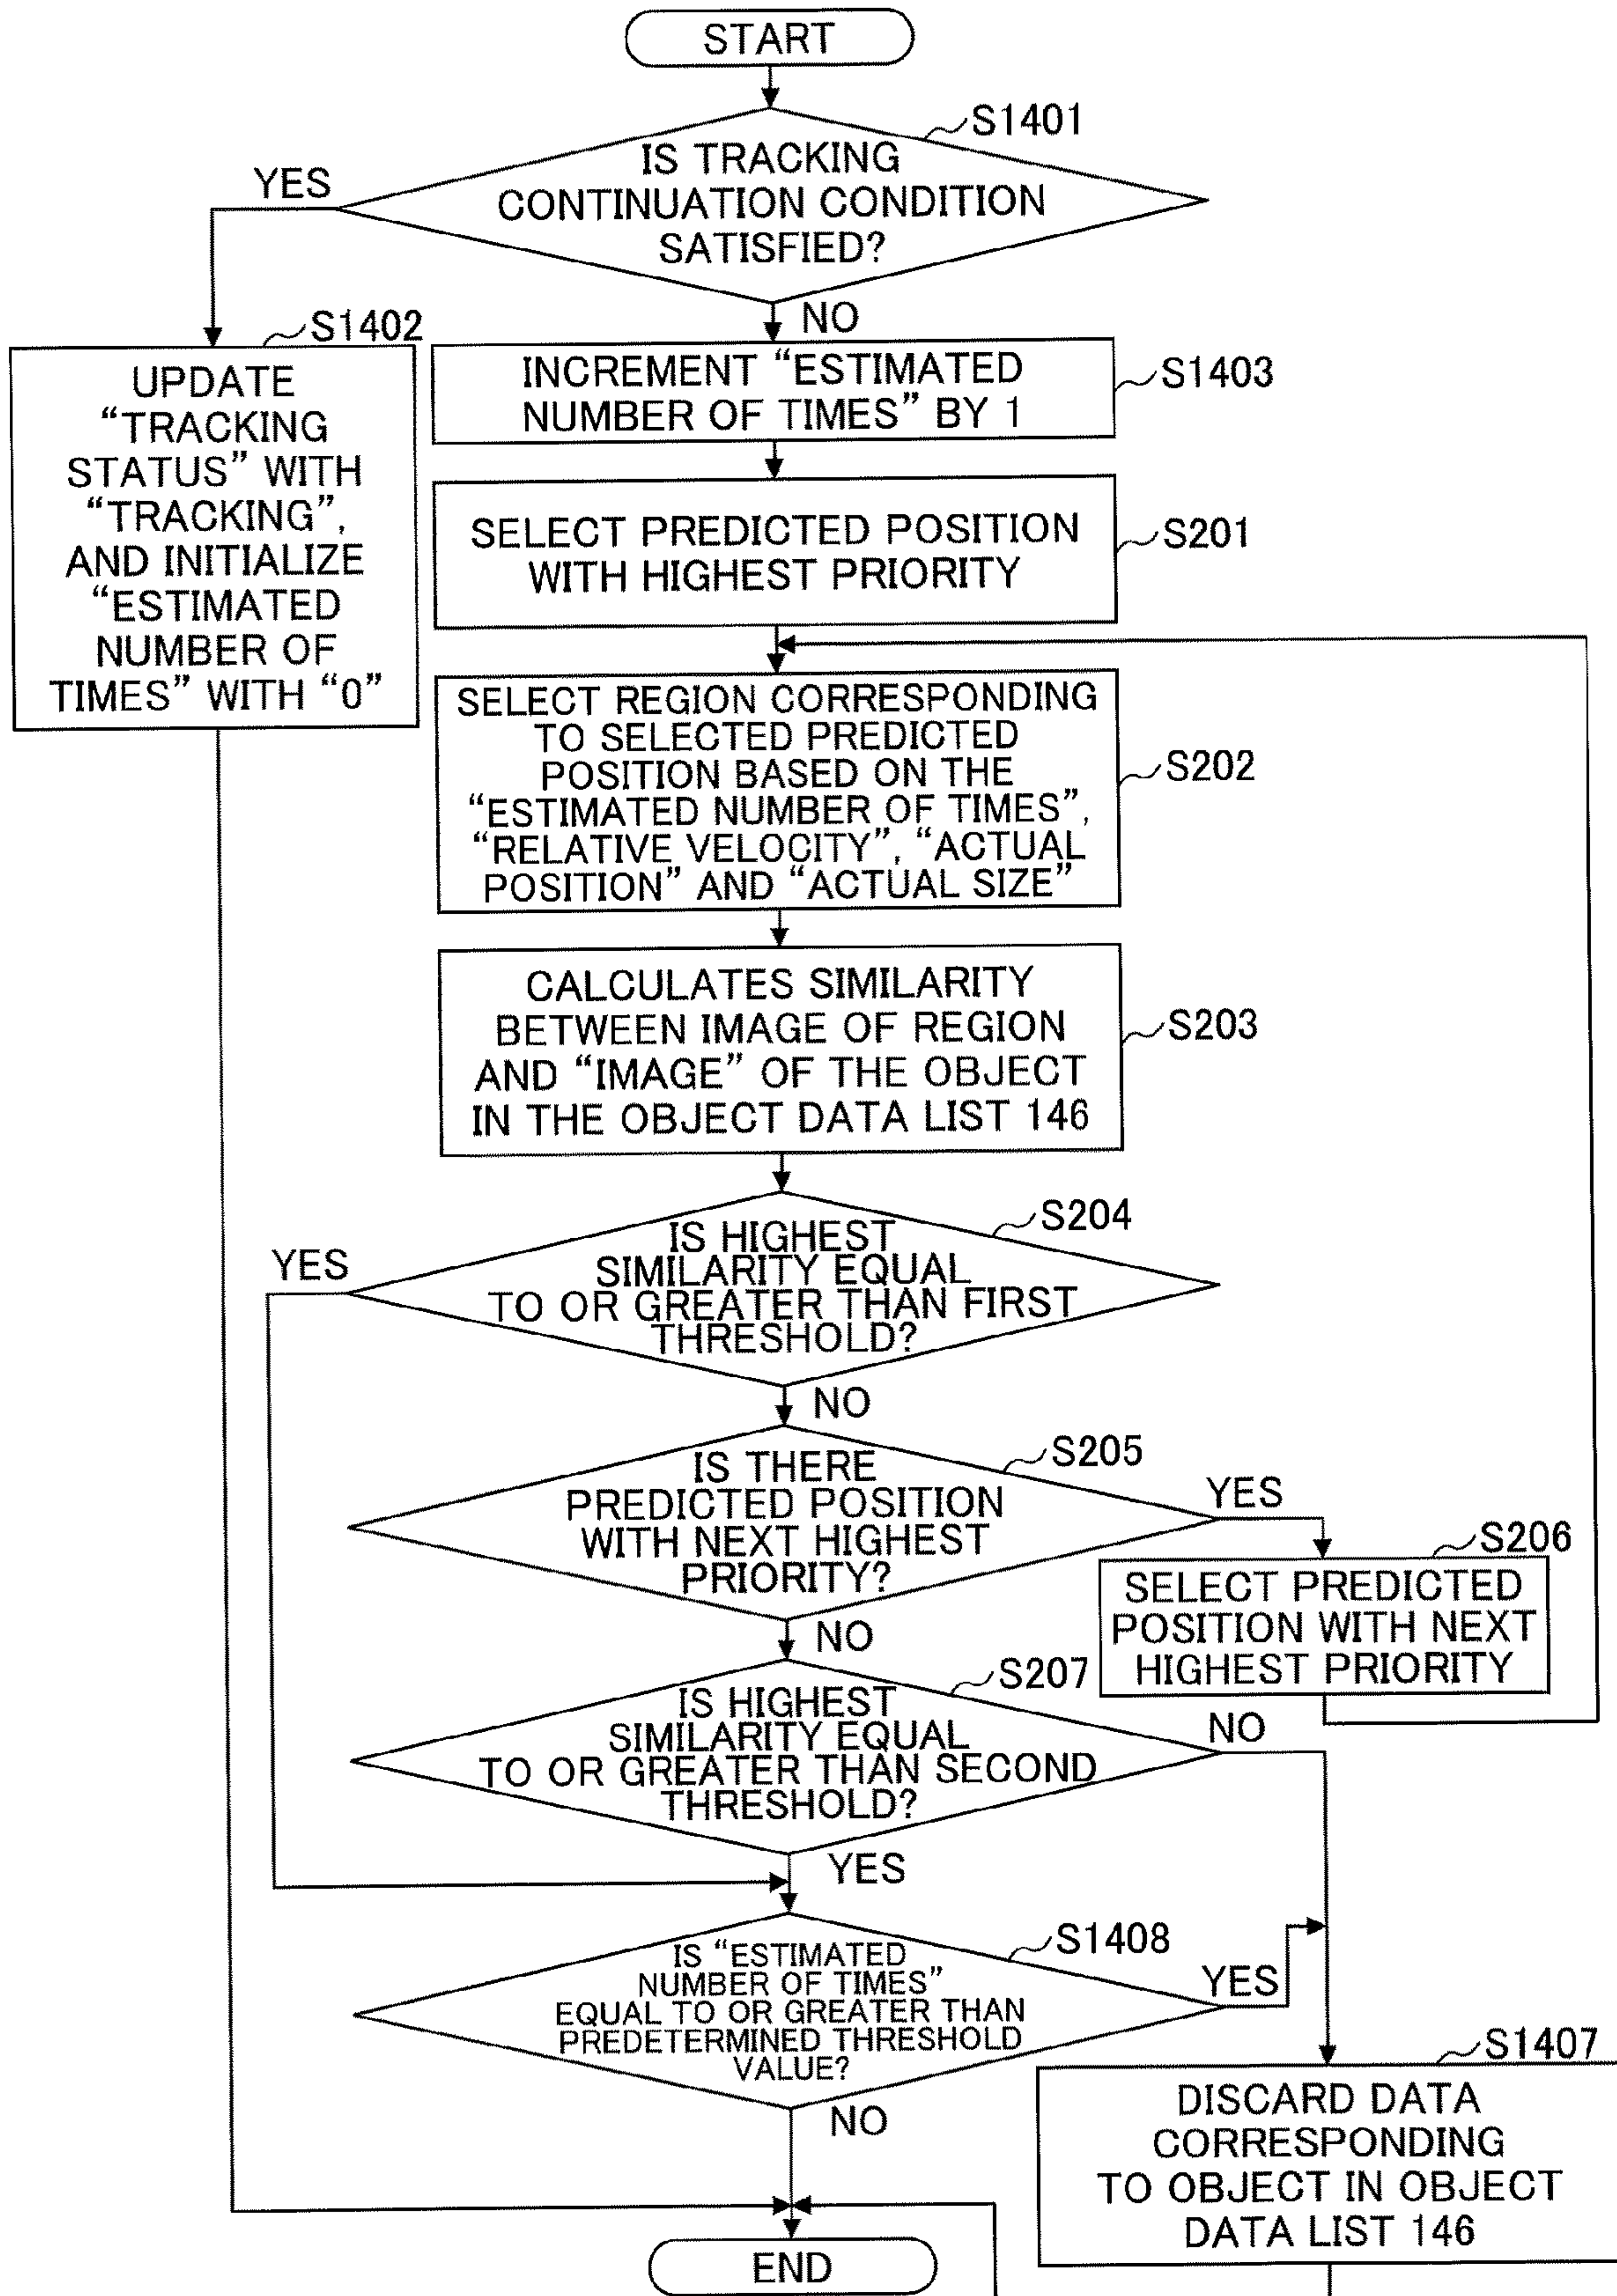 START
S1401
IS TRACKING
CONTINUATION CONDITION
SATISFIED?
YES
NO
S1402
UPDATE
“TRACKING
STATUS” WITH
“TRACKING”,
AND INITIALIZE
“ESTIMATED
NUMBER OF
TIMES” WITH “0”
INCREMENT “ESTIMATED
NUMBER OF TIMES” BY 1
S1403
SELECT PREDICTED POSITION
WITH HIGHEST PRIORITY
S201
SELECT REGION CORRESPONDING
TO SELECTED PREDICTED
POSITION BASED ON THE
“ESTIMATED NUMBER OF TIMES”,
“RELATIVE VELOCITY”, “ACTUAL
POSITION” AND “ACTUAL SIZE”
S202
CALCULATES SIMILARITY
BETWEEN IMAGE OF REGION
AND “IMAGE” OF THE OBJECT
IN THE OBJECT DATA LIST 146
S203
S204
IS HIGHEST
SIMILARITY EQUAL
TO OR GREATER THAN FIRST
THRESHOLD?
YES
NO
S205
IS THERE
PREDICTED POSITION
WITH NEXT HIGHEST
PRIORITY?
YES
NO
S206
SELECT PREDICTED
POSITION WITH NEXT
HIGHEST PRIORITY
S207
IS HIGHEST
SIMILARITY EQUAL
TO OR GREATER THAN SECOND
THRESHOLD?
NO
YES
S1408
IS “ESTIMATED
NUMBER OF TIMES”
EQUAL TO OR GREATER THAN
PREDETERMINED THRESHOLD
VALUE?
YES
NO
S1407
DISCARD DATA
CORRESPONDING
TO OBJECT IN OBJECT
DATA LIST 146
END